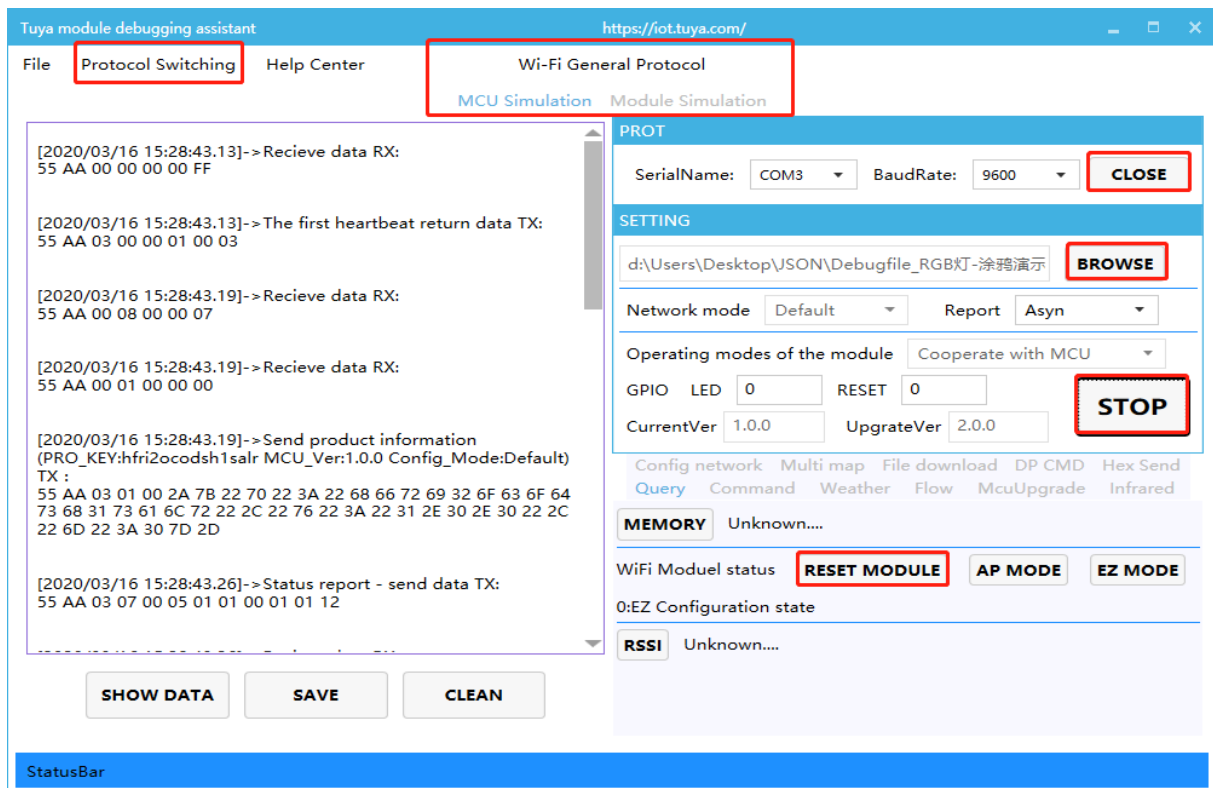 Tuya module debugging assistant https://iot.tuya.com/
File Protocol Switching Help Center Wi-Fi General Protocol
MCU Simulation Module Simulation
[2020/03/16 15:28:43.13]->Recieve data RX:
55 AA 00 00 00 00 FF
[2020/03/16 15:28:43.13]->The first heartbeat return data TX:
55 AA 03 00 00 01 00 03
[2020/03/16 15:28:43.19]->Recieve data RX:
55 AA 00 08 00 00 07
[2020/03/16 15:28:43.19]->Recieve data RX:
55 AA 00 01 00 00 00
[2020/03/16 15:28:43.19]->Send product information
(PRO_KEY:hfri2ocodsh1salr MCU_Ver:1.0.0 Config_Mode:Default)
TX :
55 AA 03 01 00 2A 7B 22 70 22 3A 22 68 66 72 69 32 6F 63 6F 64
73 68 31 73 61 6C 72 22 2C 22 76 22 3A 22 31 2E 30 2E 30 22 2C
22 6D 22 3A 30 7D 2D
[2020/03/16 15:28:43.26]->Status report - send data TX:
55 AA 03 07 00 05 01 01 00 01 01 12
SHOW DATA SAVE CLEAN
PROT
SerialName: COM3 BaudRate: 9600 CLOSE
SETTING
d:\Users\Desktop\JSON\Debugfile_RGB灯-涂鸦演示 BROWSE
Network mode Default Report Asyn
Operating modes of the module Cooperate with MCU
GPIO LED 0 RESET 0
STOP
CurrentVer 1.0.0 UpgrateVer 2.0.0
Config network Multi map File download DP CMD Hex Send
Query Command Weather Flow McuUpgrade Infrared
MEMORY Unknown....
WiFi Moduel status RESET MODULE AP MODE EZ MODE
0:EZ Configuration state
RSSI Unknown....
StatusBar